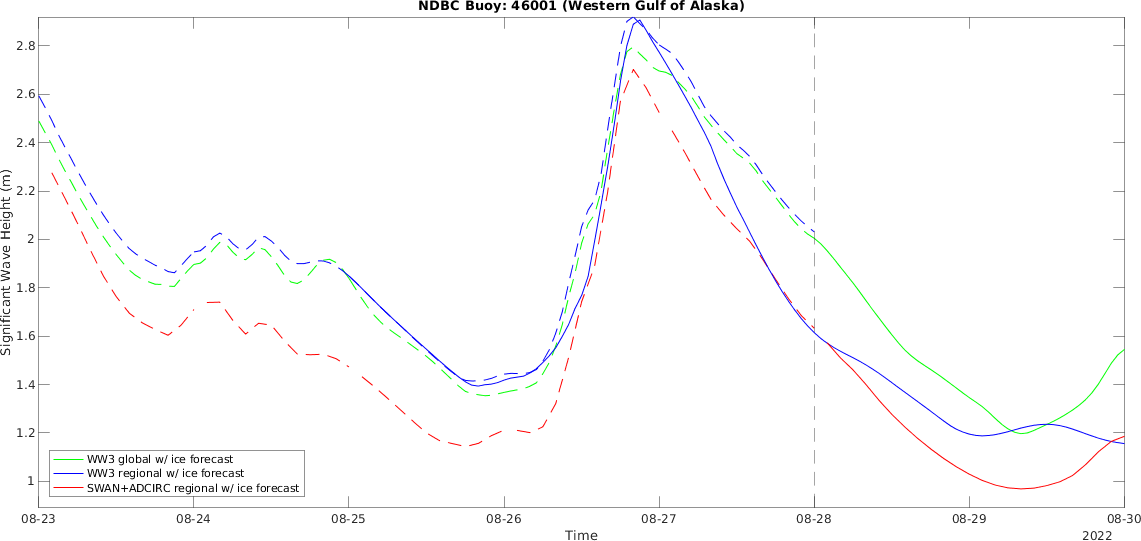 NDBC Buoy: 46001 (Western Gulf of Alaska)
Significant Wave Height (m)
2.8
2.6
2.4
2.2
2
1.8
1.6
1.4
1.2
1
WW3 global w/ ice forecast
WW3 regional w/ ice forecast
SWAN+ADCIRC regional w/ ice forecast
08-23 08-24 08-25 08-26 08-27 08-28 08-29 08-30
Time
2022